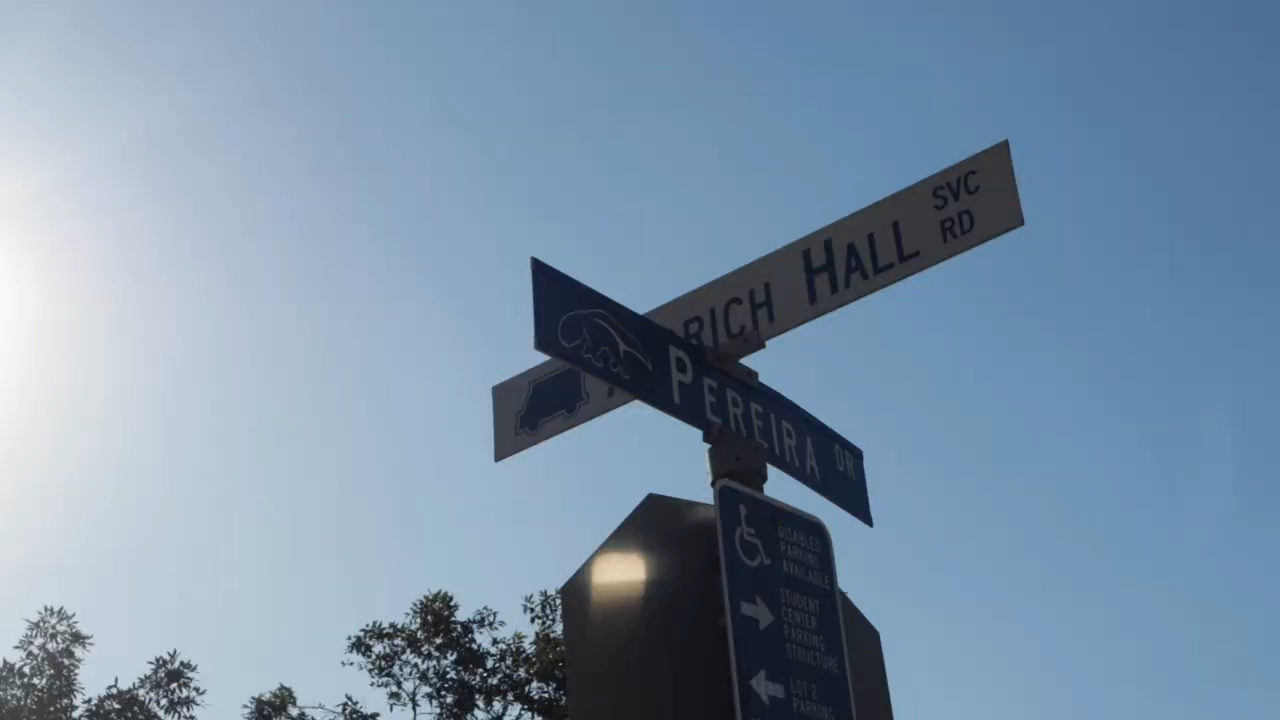 RICH HALL SVC RD
PEREIRA DR
DISABLED
PARKING
AVAILABLE
STUDENT
CENTER
PARKING
STRUCTURE
LOT 2
PARKING